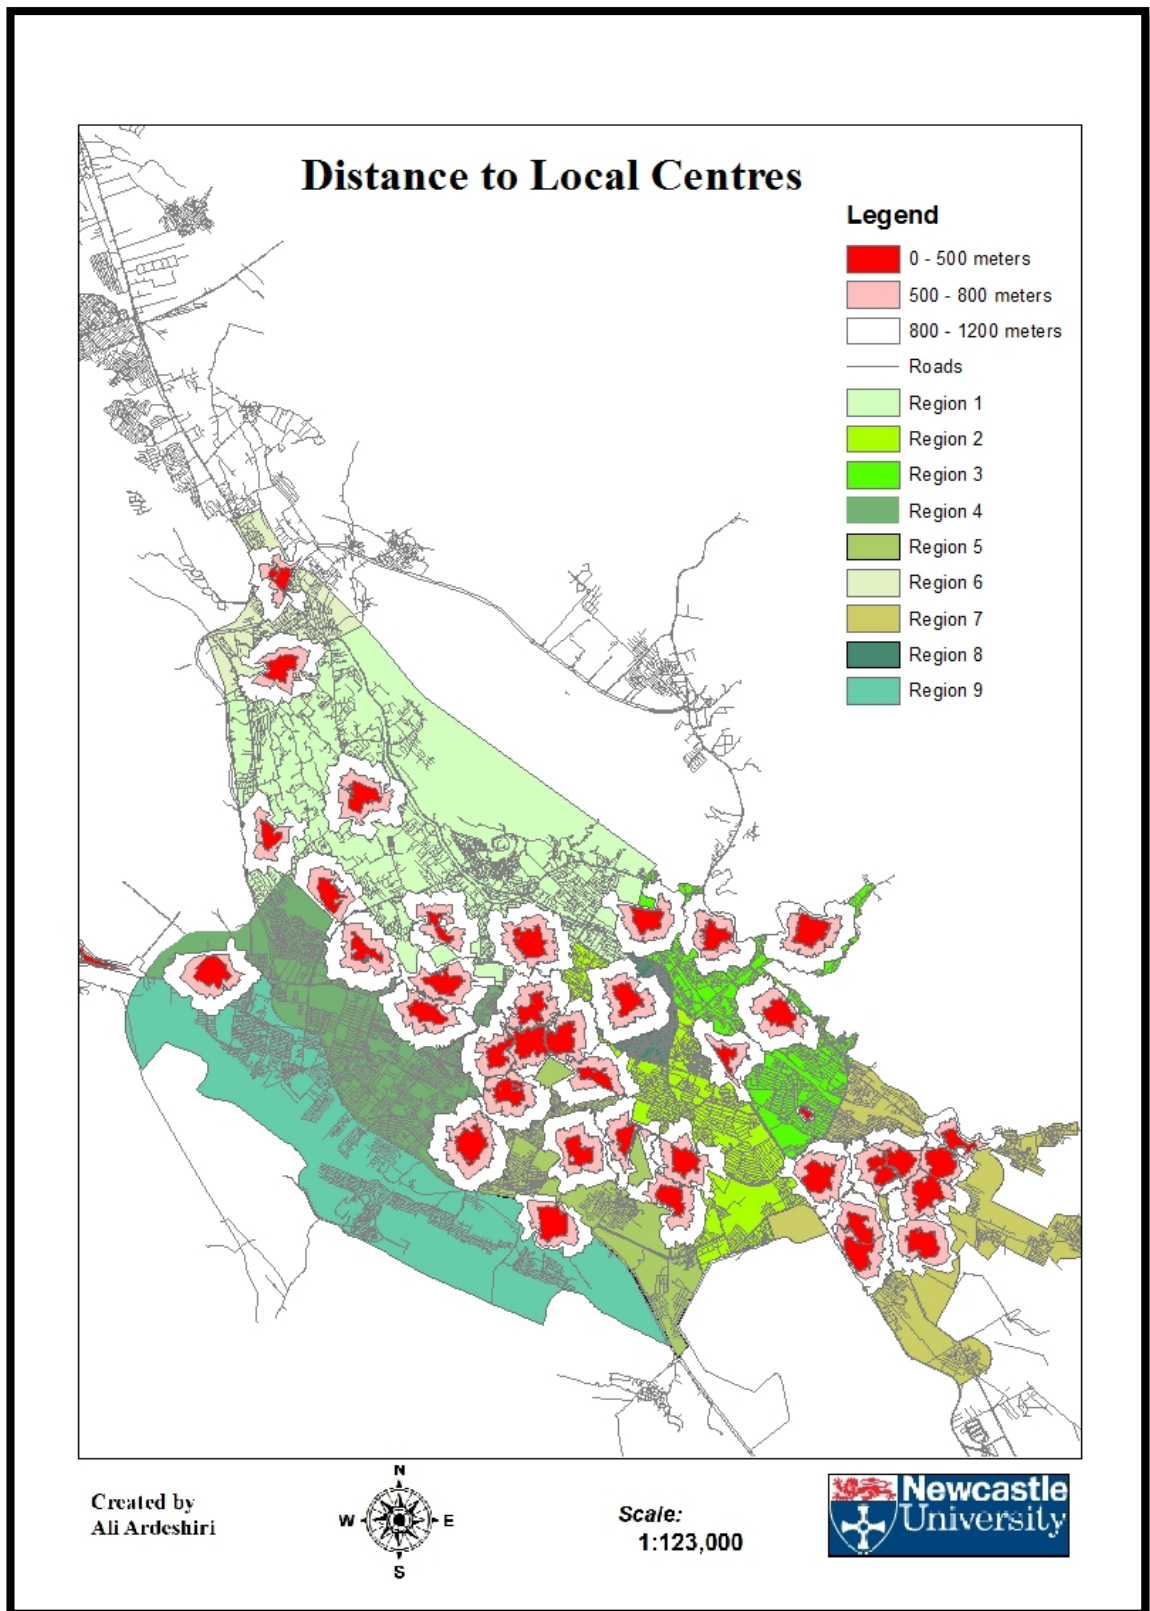 Distance to Local Centres
Legend
0 - 500 meters
500 - 800 meters
800 - 1200 meters
Roads
Region 1
Region 2
Region 3
Region 4
Region 5
Region 6
Region 7
Region 8
Region 9
Created by
Ali Ardeshiri
N
W
E
S
Scale:
1:123,000
Newcastle
University